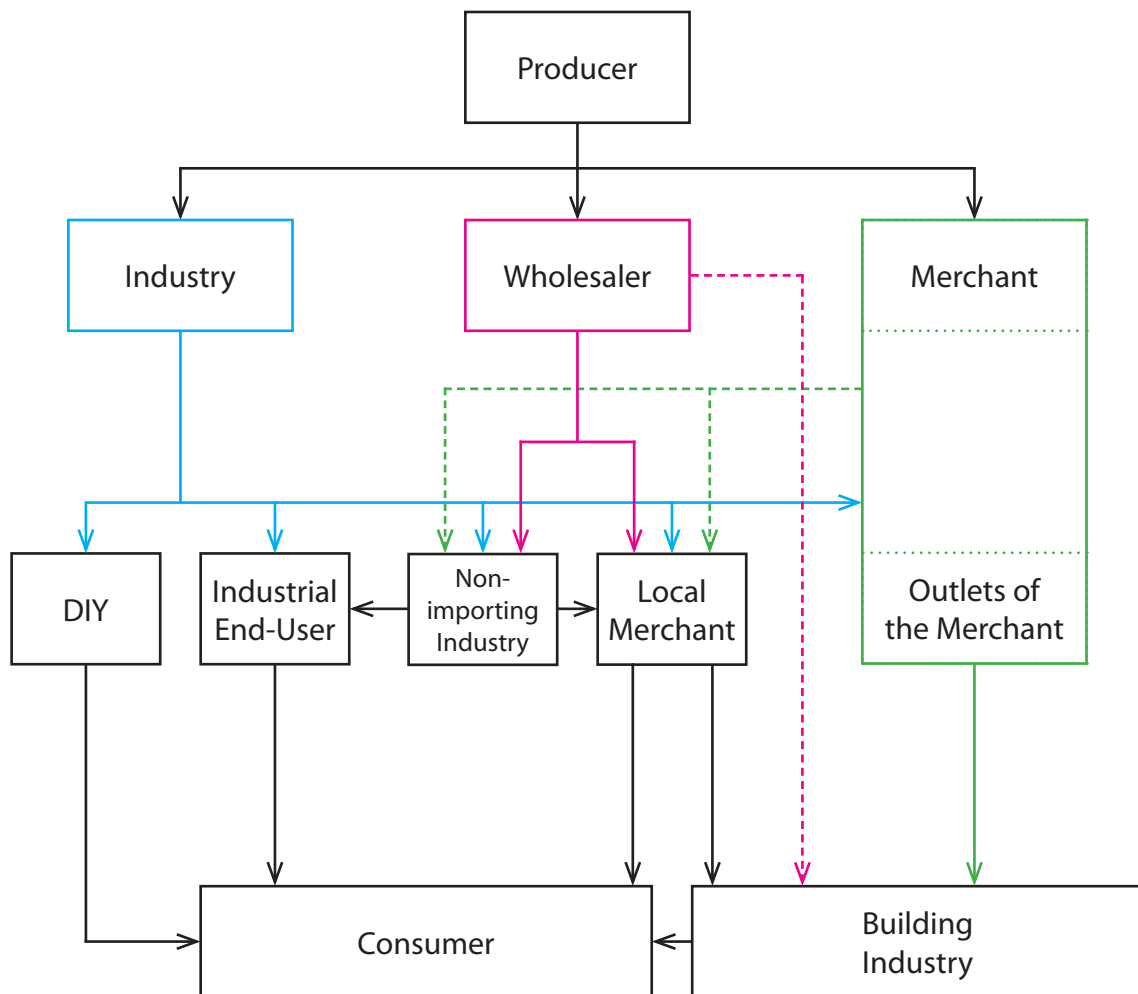 Producer
Industry
Wholesaler
Merchant
DIY
Industrial
End-User
Non-
importing
Industry
Local
Merchant
Outlets of
the Merchant
Consumer
Building
Industry